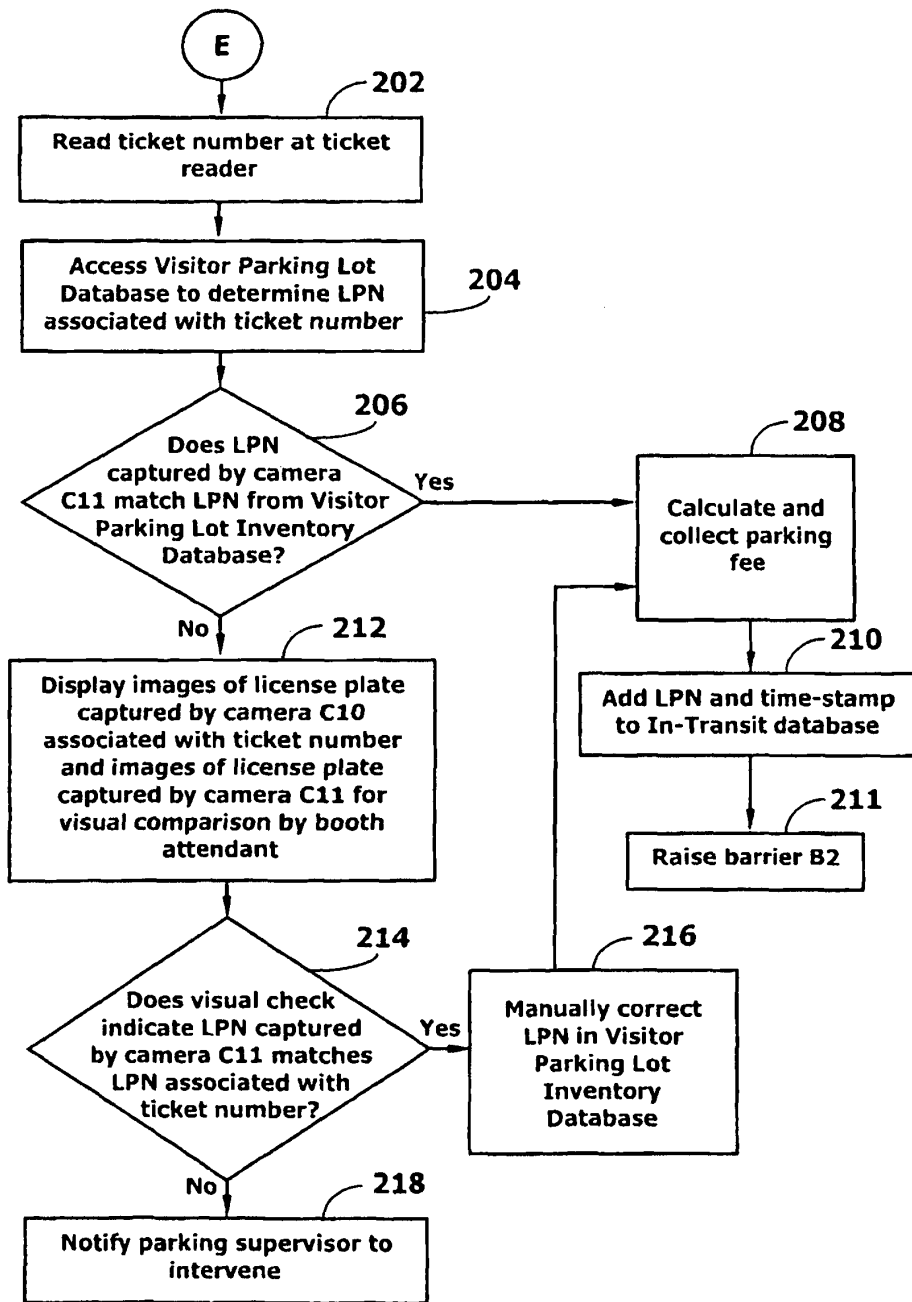 E
202
Read ticket number at ticket
reader
Access Visitor Parking Lot
Database to determine LPN
associated with ticket number
204
206
Does LPN
captured by camera
C11 match LPN from Visitor
Parking Lot Inventory
Database?
Yes
No
208
Calculate and
collect parking
fee
210
Add LPN and time-stamp
to In-Transit database
211
Raise barrier B2
212
Display images of license plate
captured by camera C10
associated with ticket number
and images of license plate
captured by camera C11 for
visual comparison by booth
attendant
214
Does visual check
indicate LPN captured
by camera C11 matches
LPN associated with
ticket number?
Yes
No
216
Manually correct
LPN in Visitor
Parking Lot
Inventory
Database
218
Notify parking supervisor to
intervene